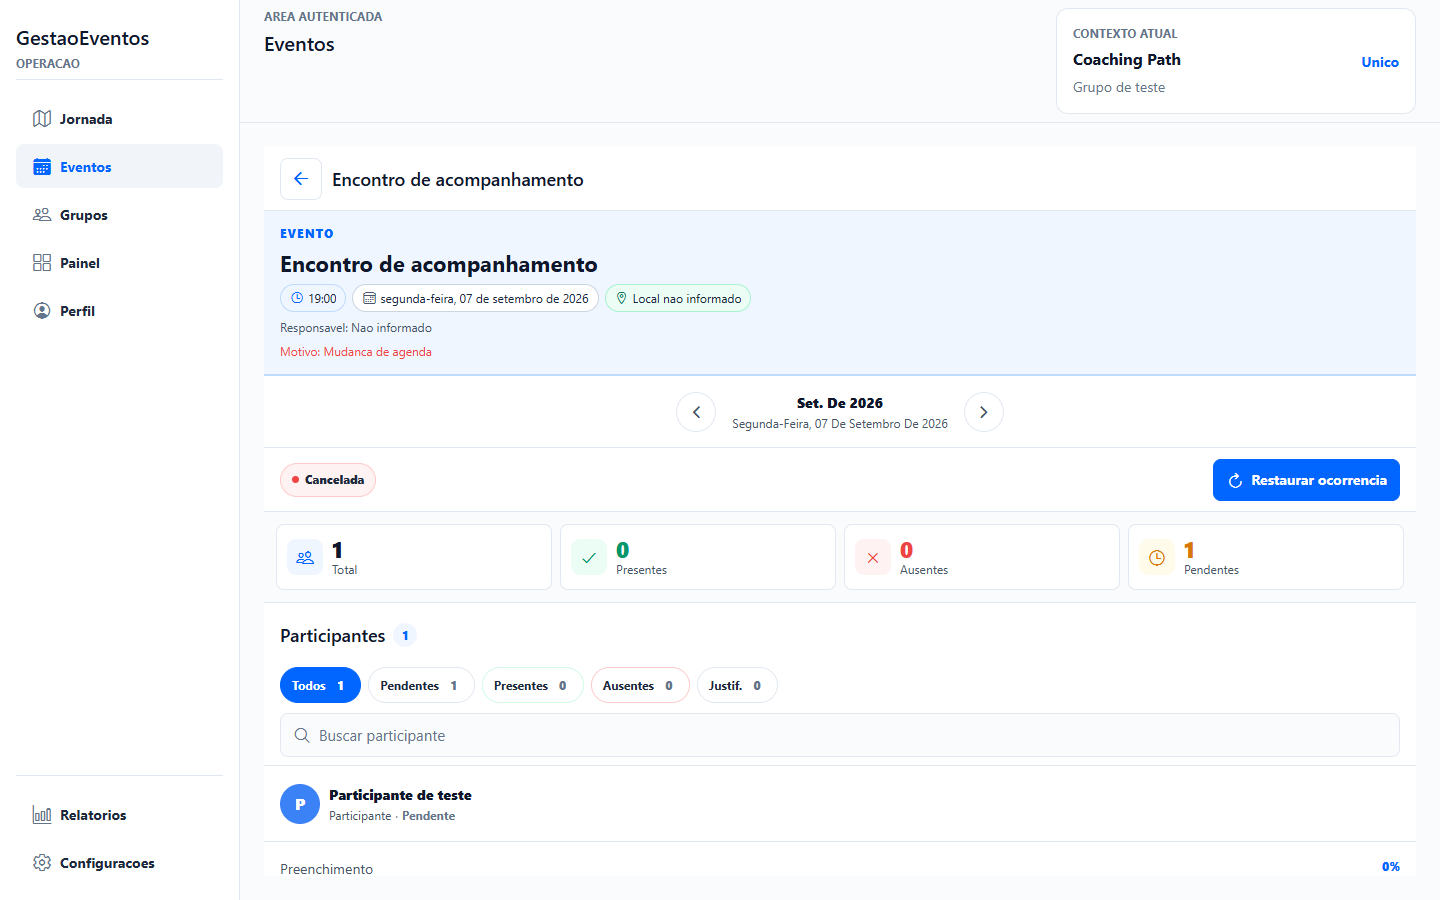 GestaoEventos
OPERACAO
Jornada
Eventos
Grupos
Painel
Perfil
Relatorios
Configuracoes
AREA AUTENTICADA
Eventos
CONTEXTO ATUAL
Coaching Path
Unico
Grupo de teste
Encontro de acompanhamento
EVENTO
Encontro de acompanhamento
19:00
segunda-feira, 07 de setembro de 2026
Local nao informado
Responsavel: Nao informado
Motivo: Mudanca de agenda
Set. De 2026
Segunda-Feira, 07 De Setembro De 2026
Cancelada
Restaurar ocorrencia
1
Total
0
Presentes
0
Ausentes
1
Pendentes
Participantes 1
Todos 1
Pendentes 1
Presentes 0
Ausentes 0
Justif. 0
Buscar participante
P
Participante de teste
Participante · Pendente
Preenchimento
0%